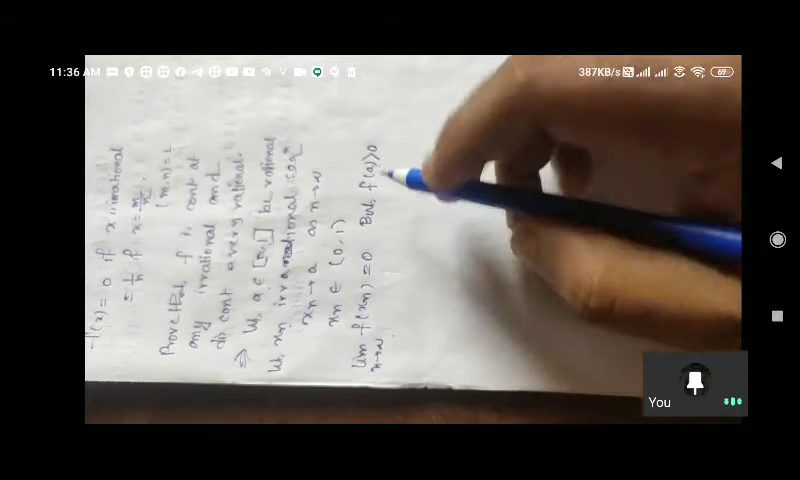 11:36 AM
387KB/s
69
f(x) = 0 if x irrational
= 1/n if x = m/n,
(m,n)=1
Prove that, f is cont at
any irrational and
dis cont every rational.
⇒ let, a ∈ [0,1] be rational
let, xn irrational seqn
xn → a as n→∞
xn ∈ (0,1)
lim f(xn) = 0 But, f(a)>0
n→∞
You